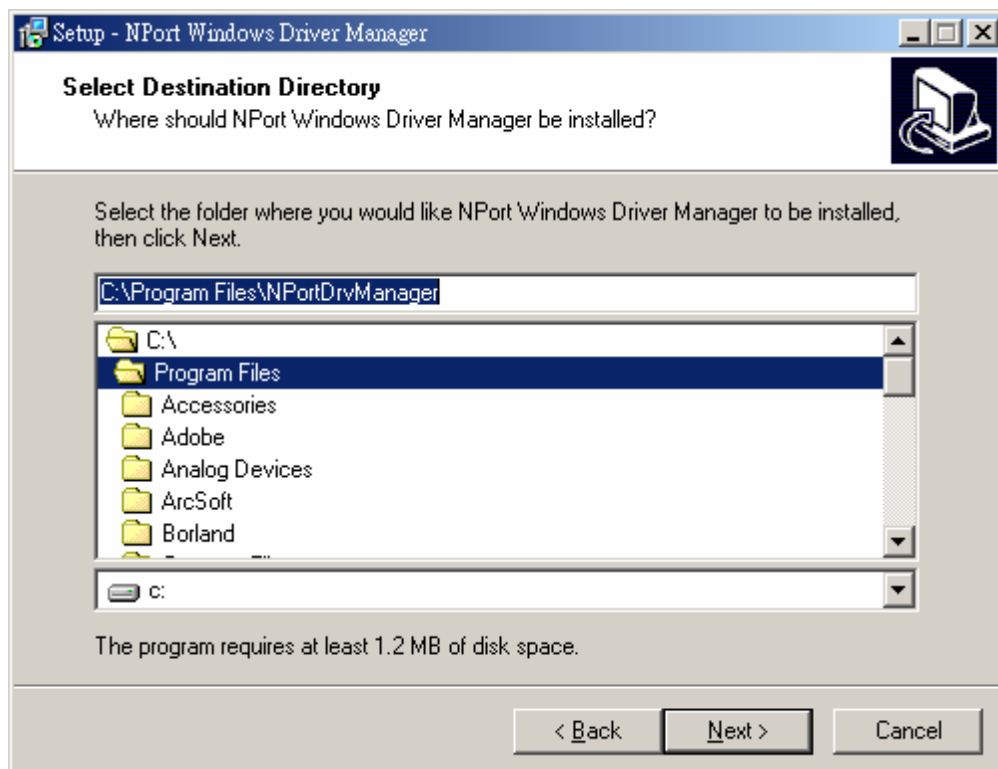 Setup - NPort Windows Driver Manager
Select Destination Directory
Where should NPort Windows Driver Manager be installed?
Select the folder where you would like NPort Windows Driver Manager to be installed,
then click Next.
C:\Program Files\NPortDrvManager
C:\
Program Files
Accessories
Adobe
Analog Devices
ArcSoft
Borland
c:
The program requires at least 1.2 MB of disk space.
< Back
Next >
Cancel